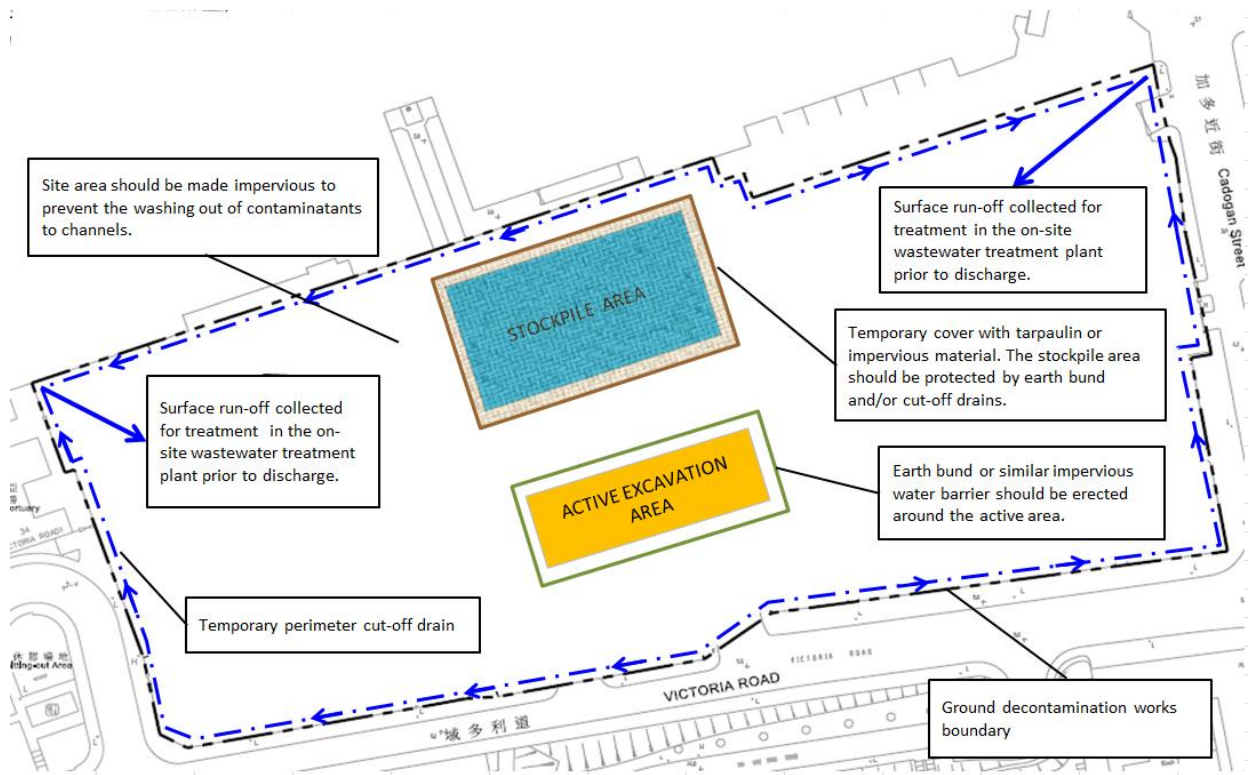 加多近街 Cadogan Street
Site area should be made impervious to
prevent the washing out of contaminatants
to channels.
Surface run-off collected for
treatment in the on-site
wastewater treatment plant
prior to discharge.
STOCKPILE AREA
Temporary cover with tarpaulin or
impervious material. The stockpile area
should be protected by earth bund
and/or cut-off drains.
Surface run-off collected
for treatment in the on-
site wastewater treatment
plant prior to discharge.
ACTIVE EXCAVATION
AREA
Earth bund or similar impervious
water barrier should be erected
around the active area.
Temporary perimeter cut-off drain
休憩場地
VICTORIA ROAD
VICTORIA ROAD
域多利道
Ground decontamination works
boundary